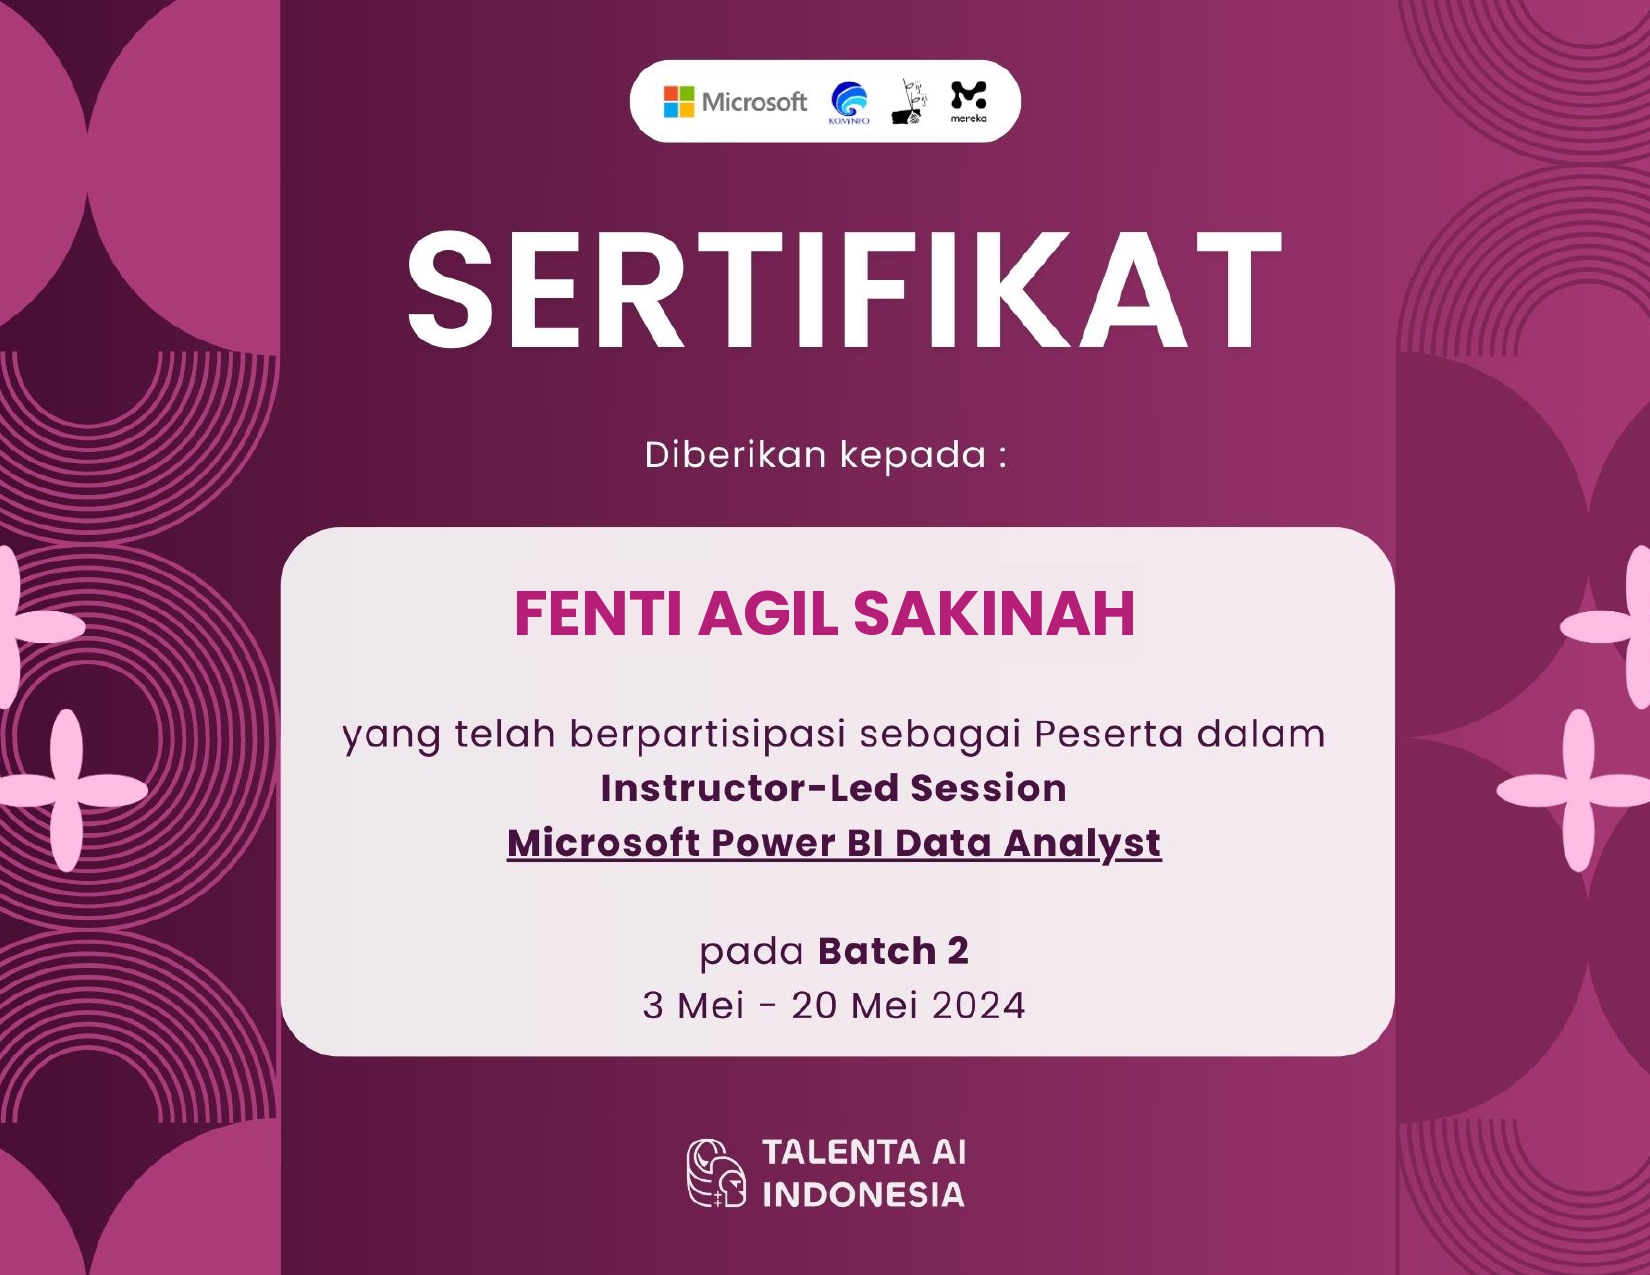 Microsoft
KOMINFO
mereka
SERTIFIKAT
Diberikan kepada :
FENTI AGIL SAKINAH
yang telah berpartisipasi sebagai Peserta dalam
Instructor-Led Session
Microsoft Power BI Data Analyst
pada Batch 2
3 Mei - 20 Mei 2024
TALENTA AI
INDONESIA